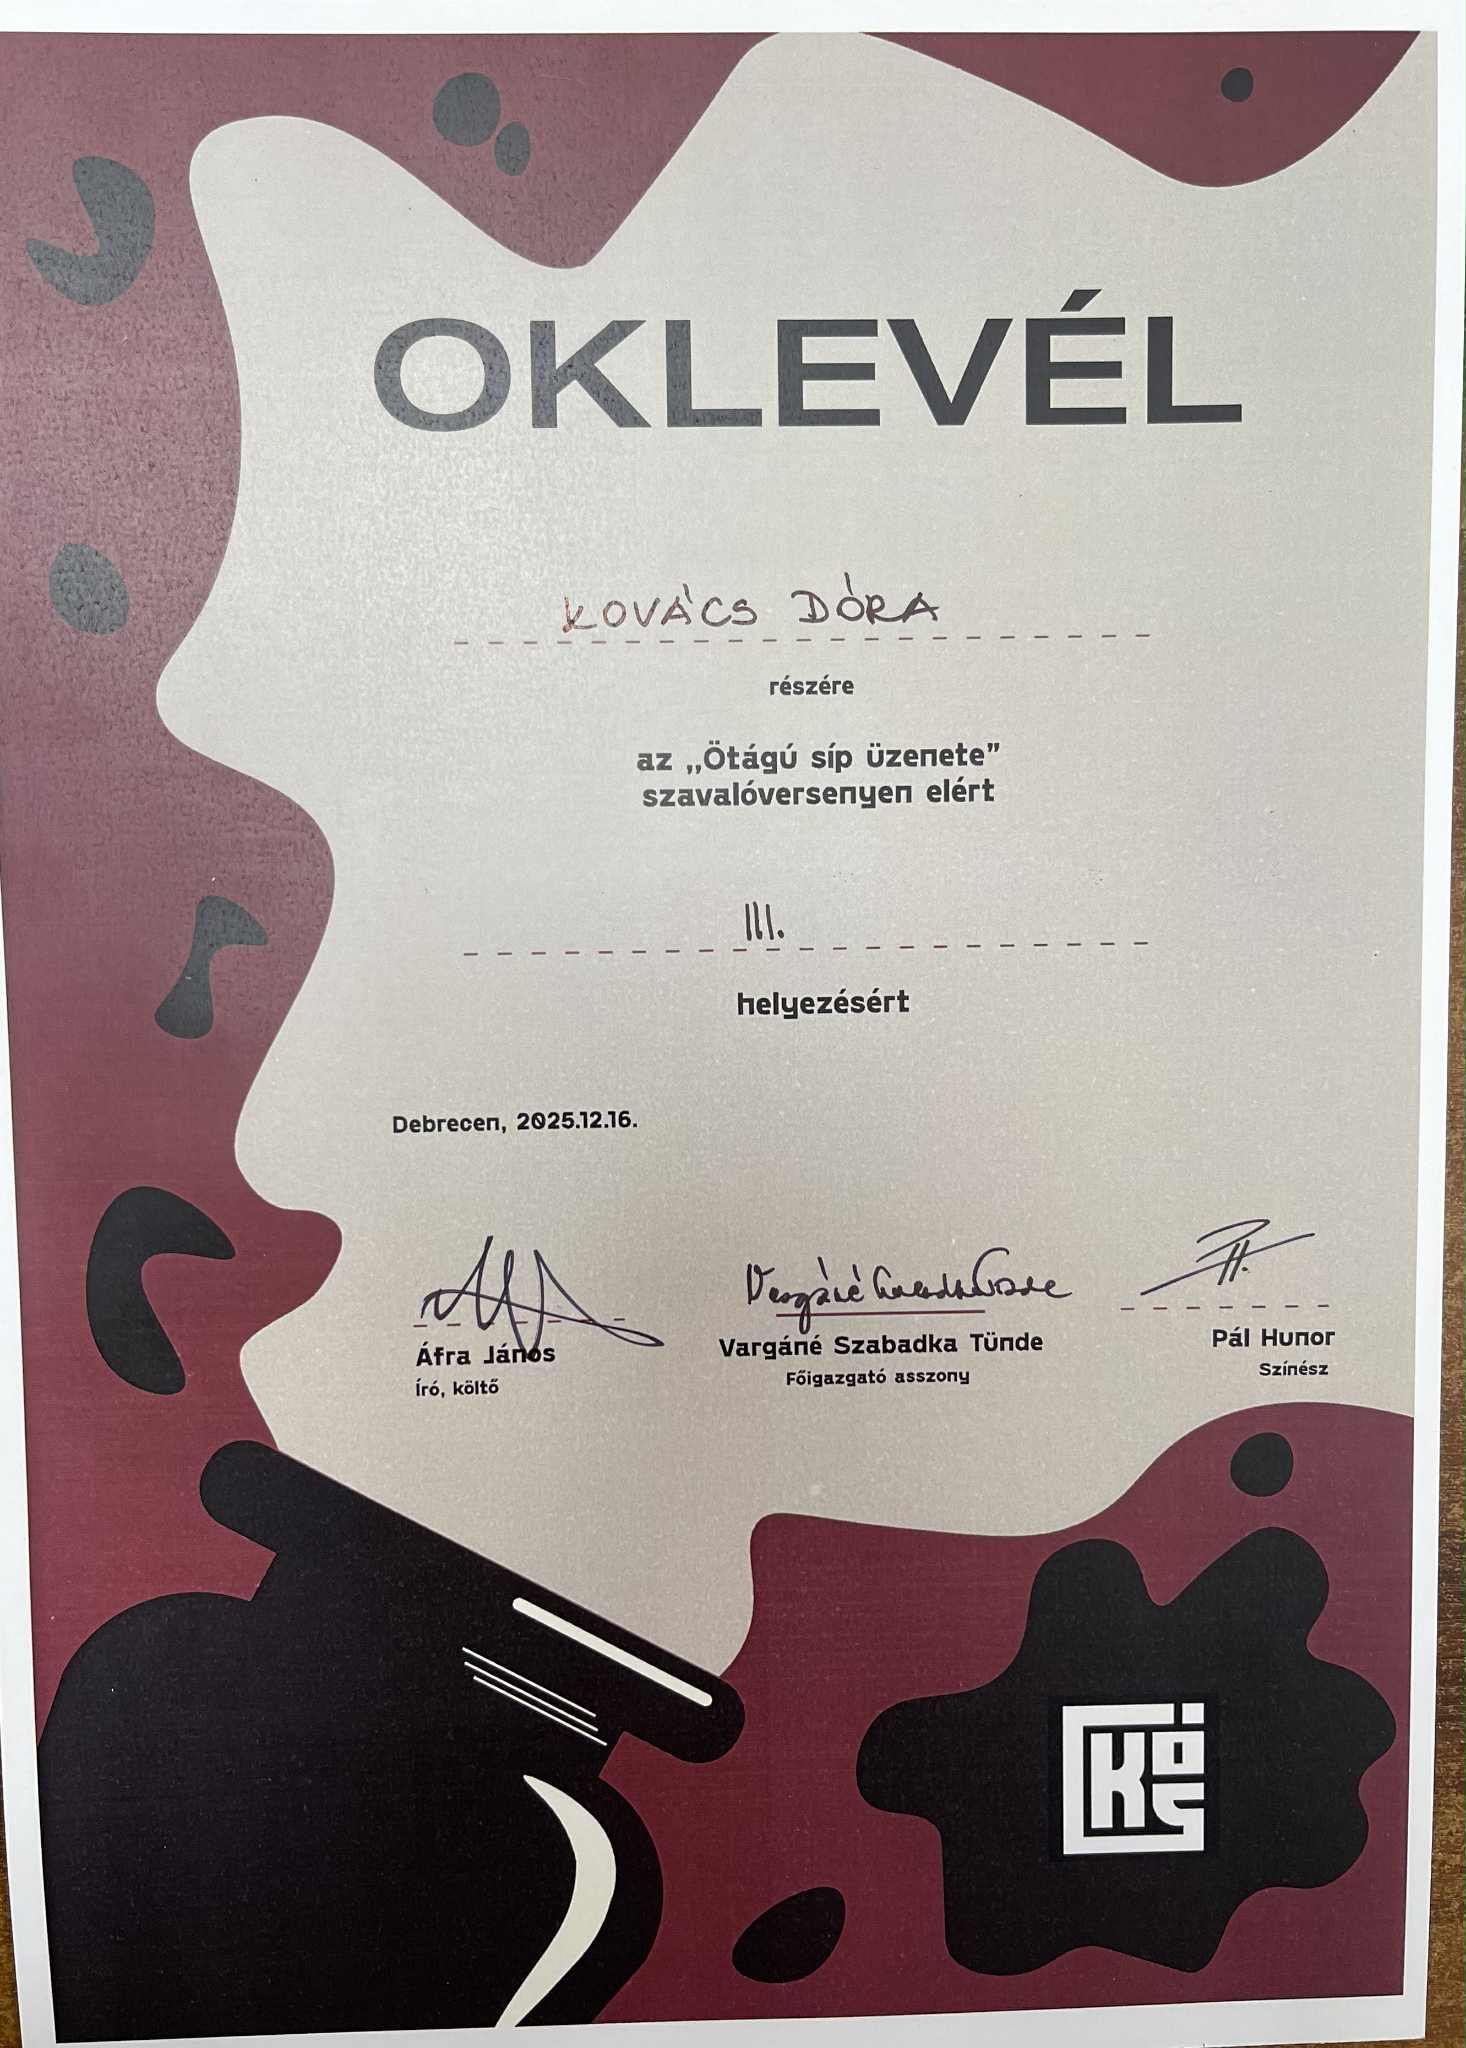 OKLEVÉL
KOVÁCS DÓRA
részére
az „Ötágú síp üzenete”
szavalóversenyen elért
III.
helyezésért
Debrecen, 2025.12.16.
PH.
Áfra János
Vargáné Szabadka Tünde
Pál Hunor
Író, költő
Főigazgató asszony
Színész